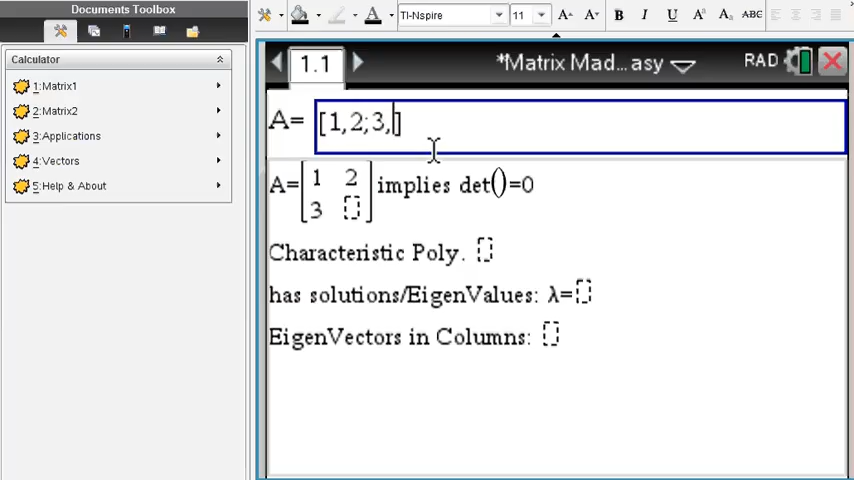 Documents Toolbox
TI-Nspire
11
B I U A A ABC
Calculator
1:Matrix1
2:Matrix2
3:Applications
4:Vectors
5:Help & About
1.1
*Matrix Mad...asy
RAD
A= [1,2;3,]
A=[1 2
3 ] implies det()=0
Characteristic Poly.
has solutions/EigenValues: λ=
EigenVectors in Columns: